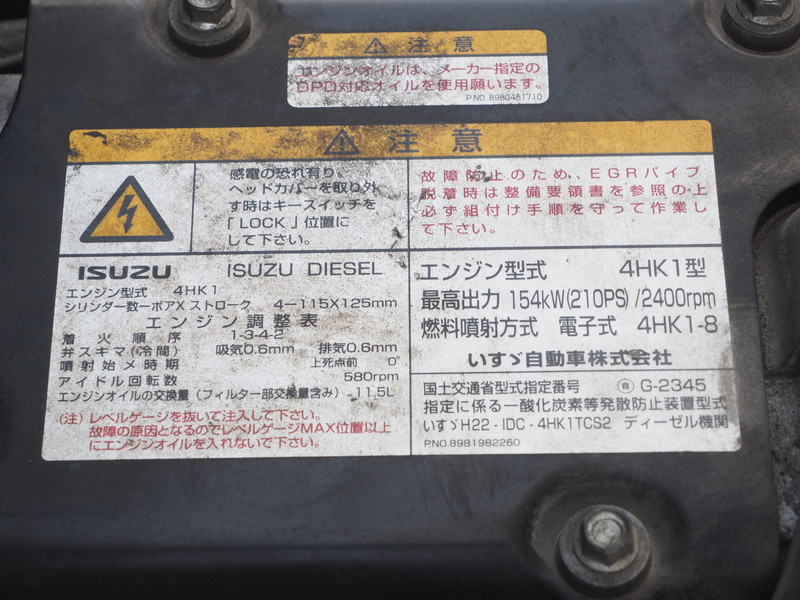 注意
エンジンオイルは、メーカー指定の
DPD対応オイルを使用願います。
P.NO. 8980461710
注意
感電の恐れ有り。
ヘッドカバーを取り外
す時はキースイッチを
「LOCK」位置に
して下さい。
故障防止のため、EGRパイプ
脱着時は整備要領書を参照の上
必ず組付け手順を守って作業し
て下さい。
ISUZU ISUZU DIESEL
エンジン型式 4HK1
シリンダー数ーボアXストローク 4ー115X125mm
エンジン調整表
着火順序 1-3-4-2
弁スキマ(冷間) 吸気0.6mm 排気0.6mm
噴射始メ時期 上死点前 0°
アイドル回転数 580rpm
エンジンオイルの交換量(フィルター部交換量含み) 11.5L
(注)レベルゲージを抜いて注入して下さい。
故障の原因となるのでレベルゲージMAX位置以上
にエンジンオイルを入れないで下さい。
エンジン型式 4HK1型
最高出力 154kW(210PS)/2400rpm
燃料噴射方式 電子式 4HK1-8
いすゞ自動車株式会社
国土交通省型式指定番号 自 G-2345
指定に係る一酸化炭素等発散防止装置型式
いすゞH22-IDC-4HK1TCS2 ディーゼル機関
P.NO.8981982260